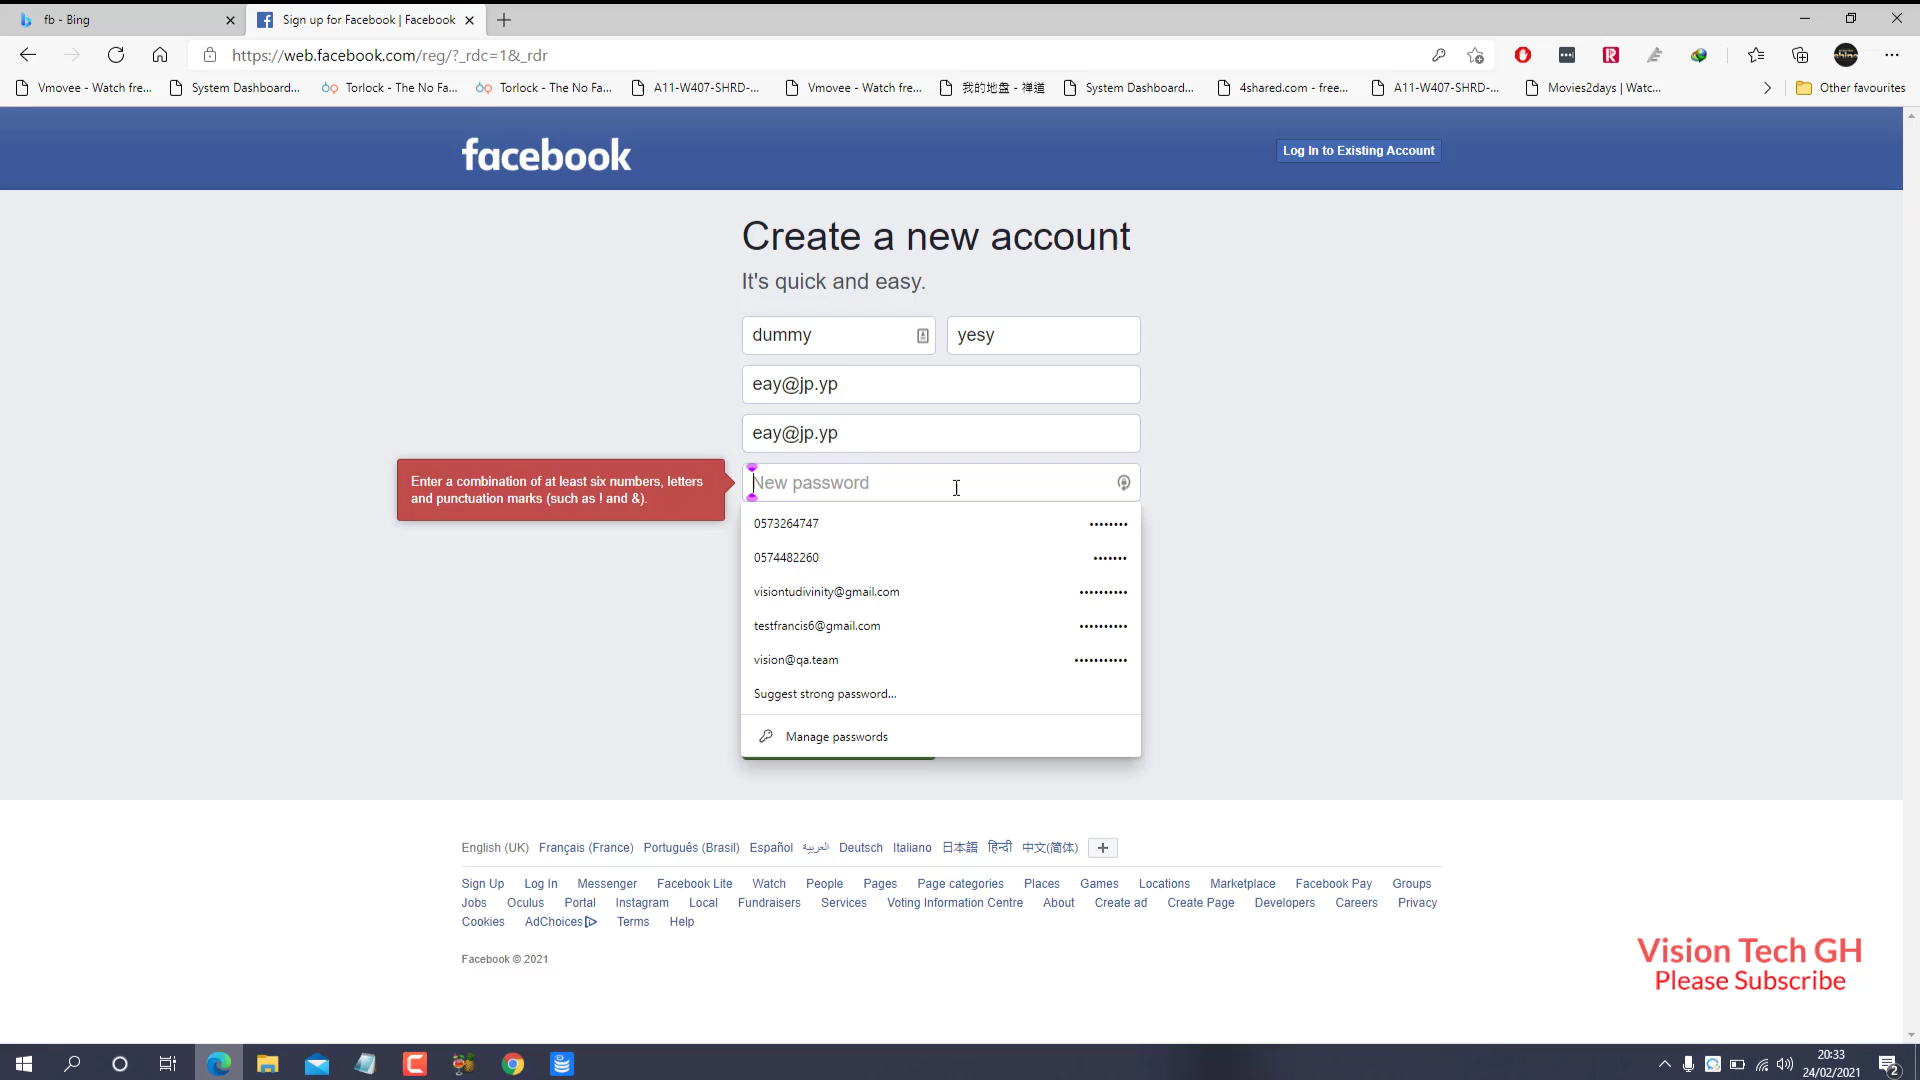 fb - Bing
Sign up for Facebook | Facebook
https://web.facebook.com/reg/?_rdc=1&_rdr
Vmovee - Watch fre...
System Dashboard...
Torlock - The No Fa...
Torlock - The No Fa...
A11-W407-SHRD-...
Vmovee - Watch fre...
我的地盘 - 禅道
System Dashboard...
4shared.com - free...
A11-W407-SHRD-...
Movies2days | Watc...
Other favourites
facebook
Log In to Existing Account
Create a new account
It's quick and easy.
dummy
yesy
eay@jp.yp
eay@jp.yp
Enter a combination of at least six numbers, letters
and punctuation marks (such as ! and &).
New password
0573264747 ••••••••
0574482260 •••••••
visiontudivinity@gmail.com ••••••••••
testfrancis6@gmail.com ••••••••••
vision@qa.team •••••••••••
Suggest strong password...
Manage passwords
English (UK) Français (France) Português (Brasil) Español العربية Deutsch Italiano 日本語 हिन्दी 中文(简体) +
Sign Up Log In Messenger Facebook Lite Watch People Pages Page categories Places Games Locations Marketplace Facebook Pay Groups
Jobs Oculus Portal Instagram Local Fundraisers Services Voting Information Centre About Create ad Create Page Developers Careers Privacy
Cookies AdChoices Terms Help
Facebook © 2021
Vision Tech GH
Please Subscribe
20:33
24/02/2021
2